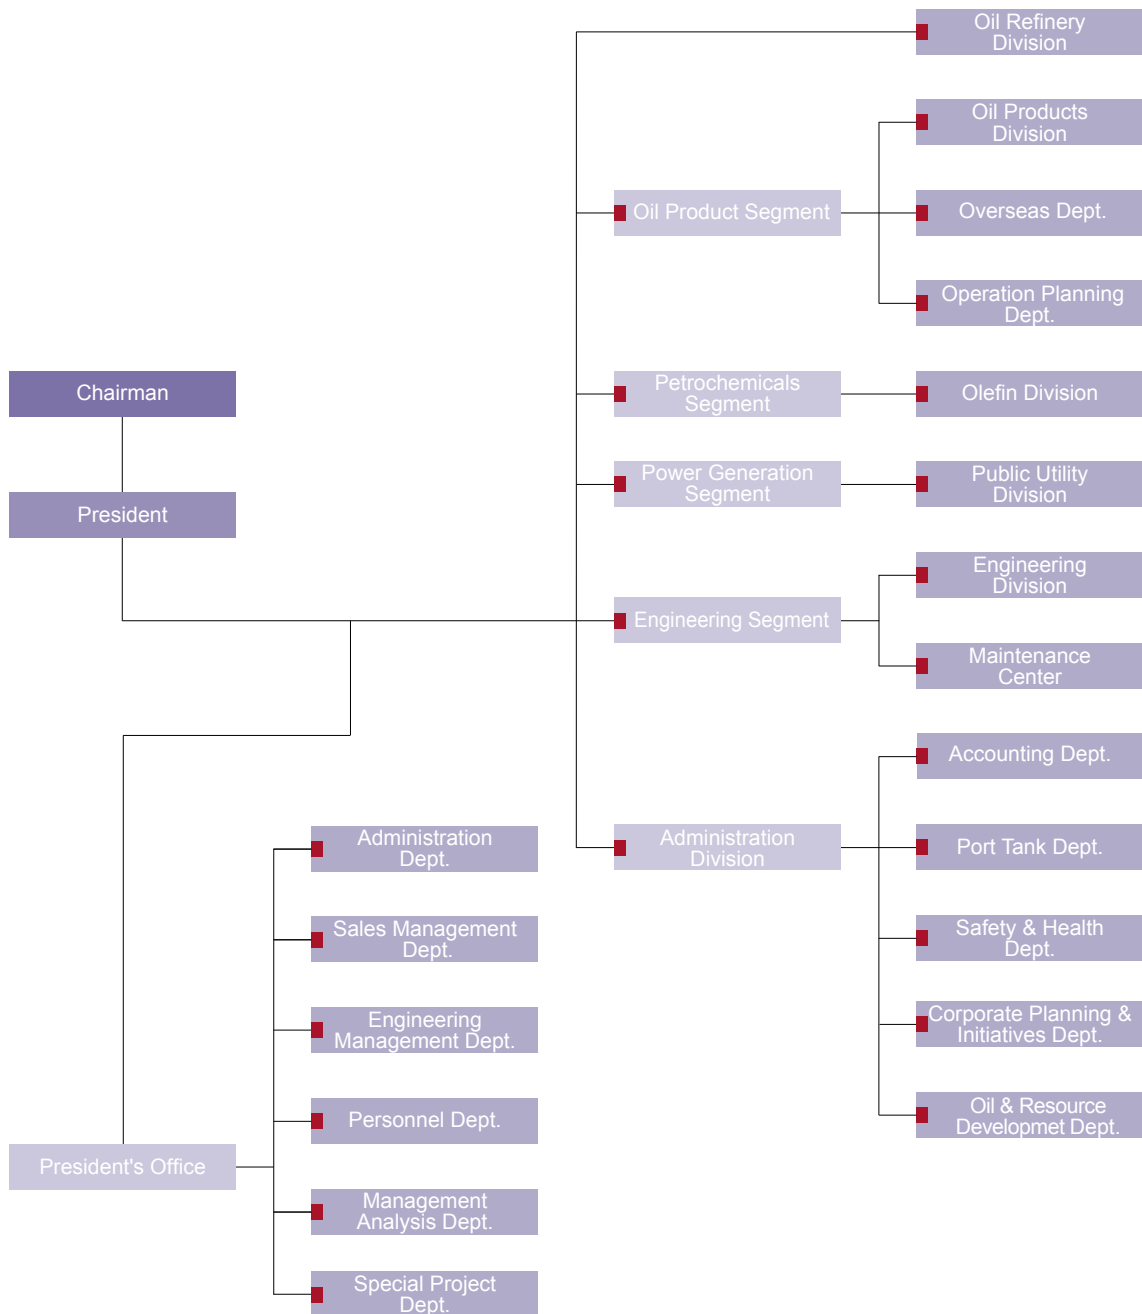 Chairman
President
President's Office
Administration
Dept.
Sales Management
Dept.
Engineering
Management Dept.
Personnel Dept.
Management
Analysis Dept.
Special Project
Dept.
Oil Refinery
Division
Oil Product Segment
Oil Products
Division
Overseas Dept.
Operation Planning
Dept.
Petrochemicals
Segment
Olefin Division
Power Generation
Segment
Public Utility
Division
Engineering Segment
Engineering
Division
Maintenance
Center
Administration
Division
Accounting Dept.
Port Tank Dept.
Safety & Health
Dept.
Corporate Planning &
Initiatives Dept.
Oil & Resource
Developmet Dept.